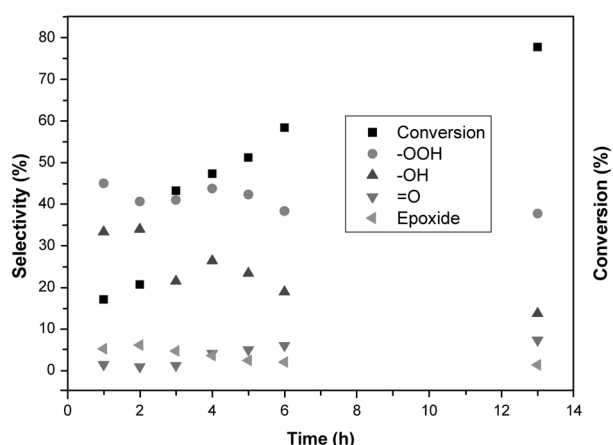 80
70
60
50
40
30
20
10
0
Selectivity (%)
Conversion (%)
Conversion
-OOH
-OH
=O
Epoxide
0 2 4 6 8 10 12 14
Time (h)